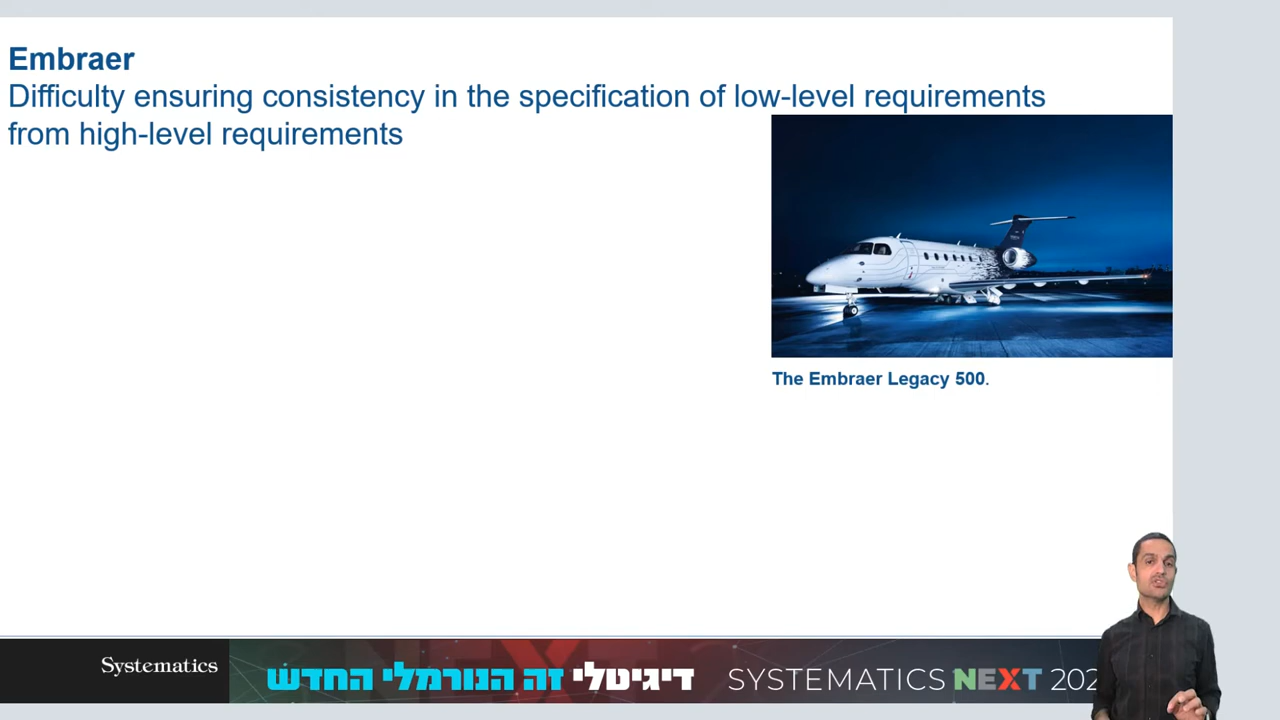 Embraer
Difficulty ensuring consistency in the specification of low-level requirements
from high-level requirements
The Embraer Legacy 500.
Systematics
דיגיטלי זה הנורמלי החדש
SYSTEMATICS NEXT 202